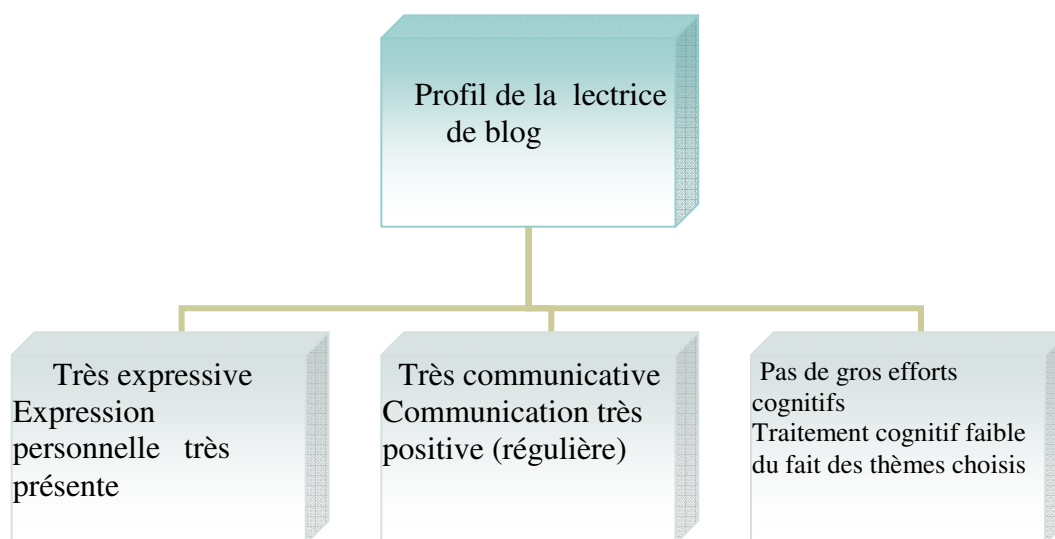 Profil de la lectrice
de blog
Très expressive
Expression
personnelle très
présente
Très communicative
Communication très
positive (régulière)
Pas de gros efforts
cognitifs
Traitement cognitif faible
du fait des thèmes choisis